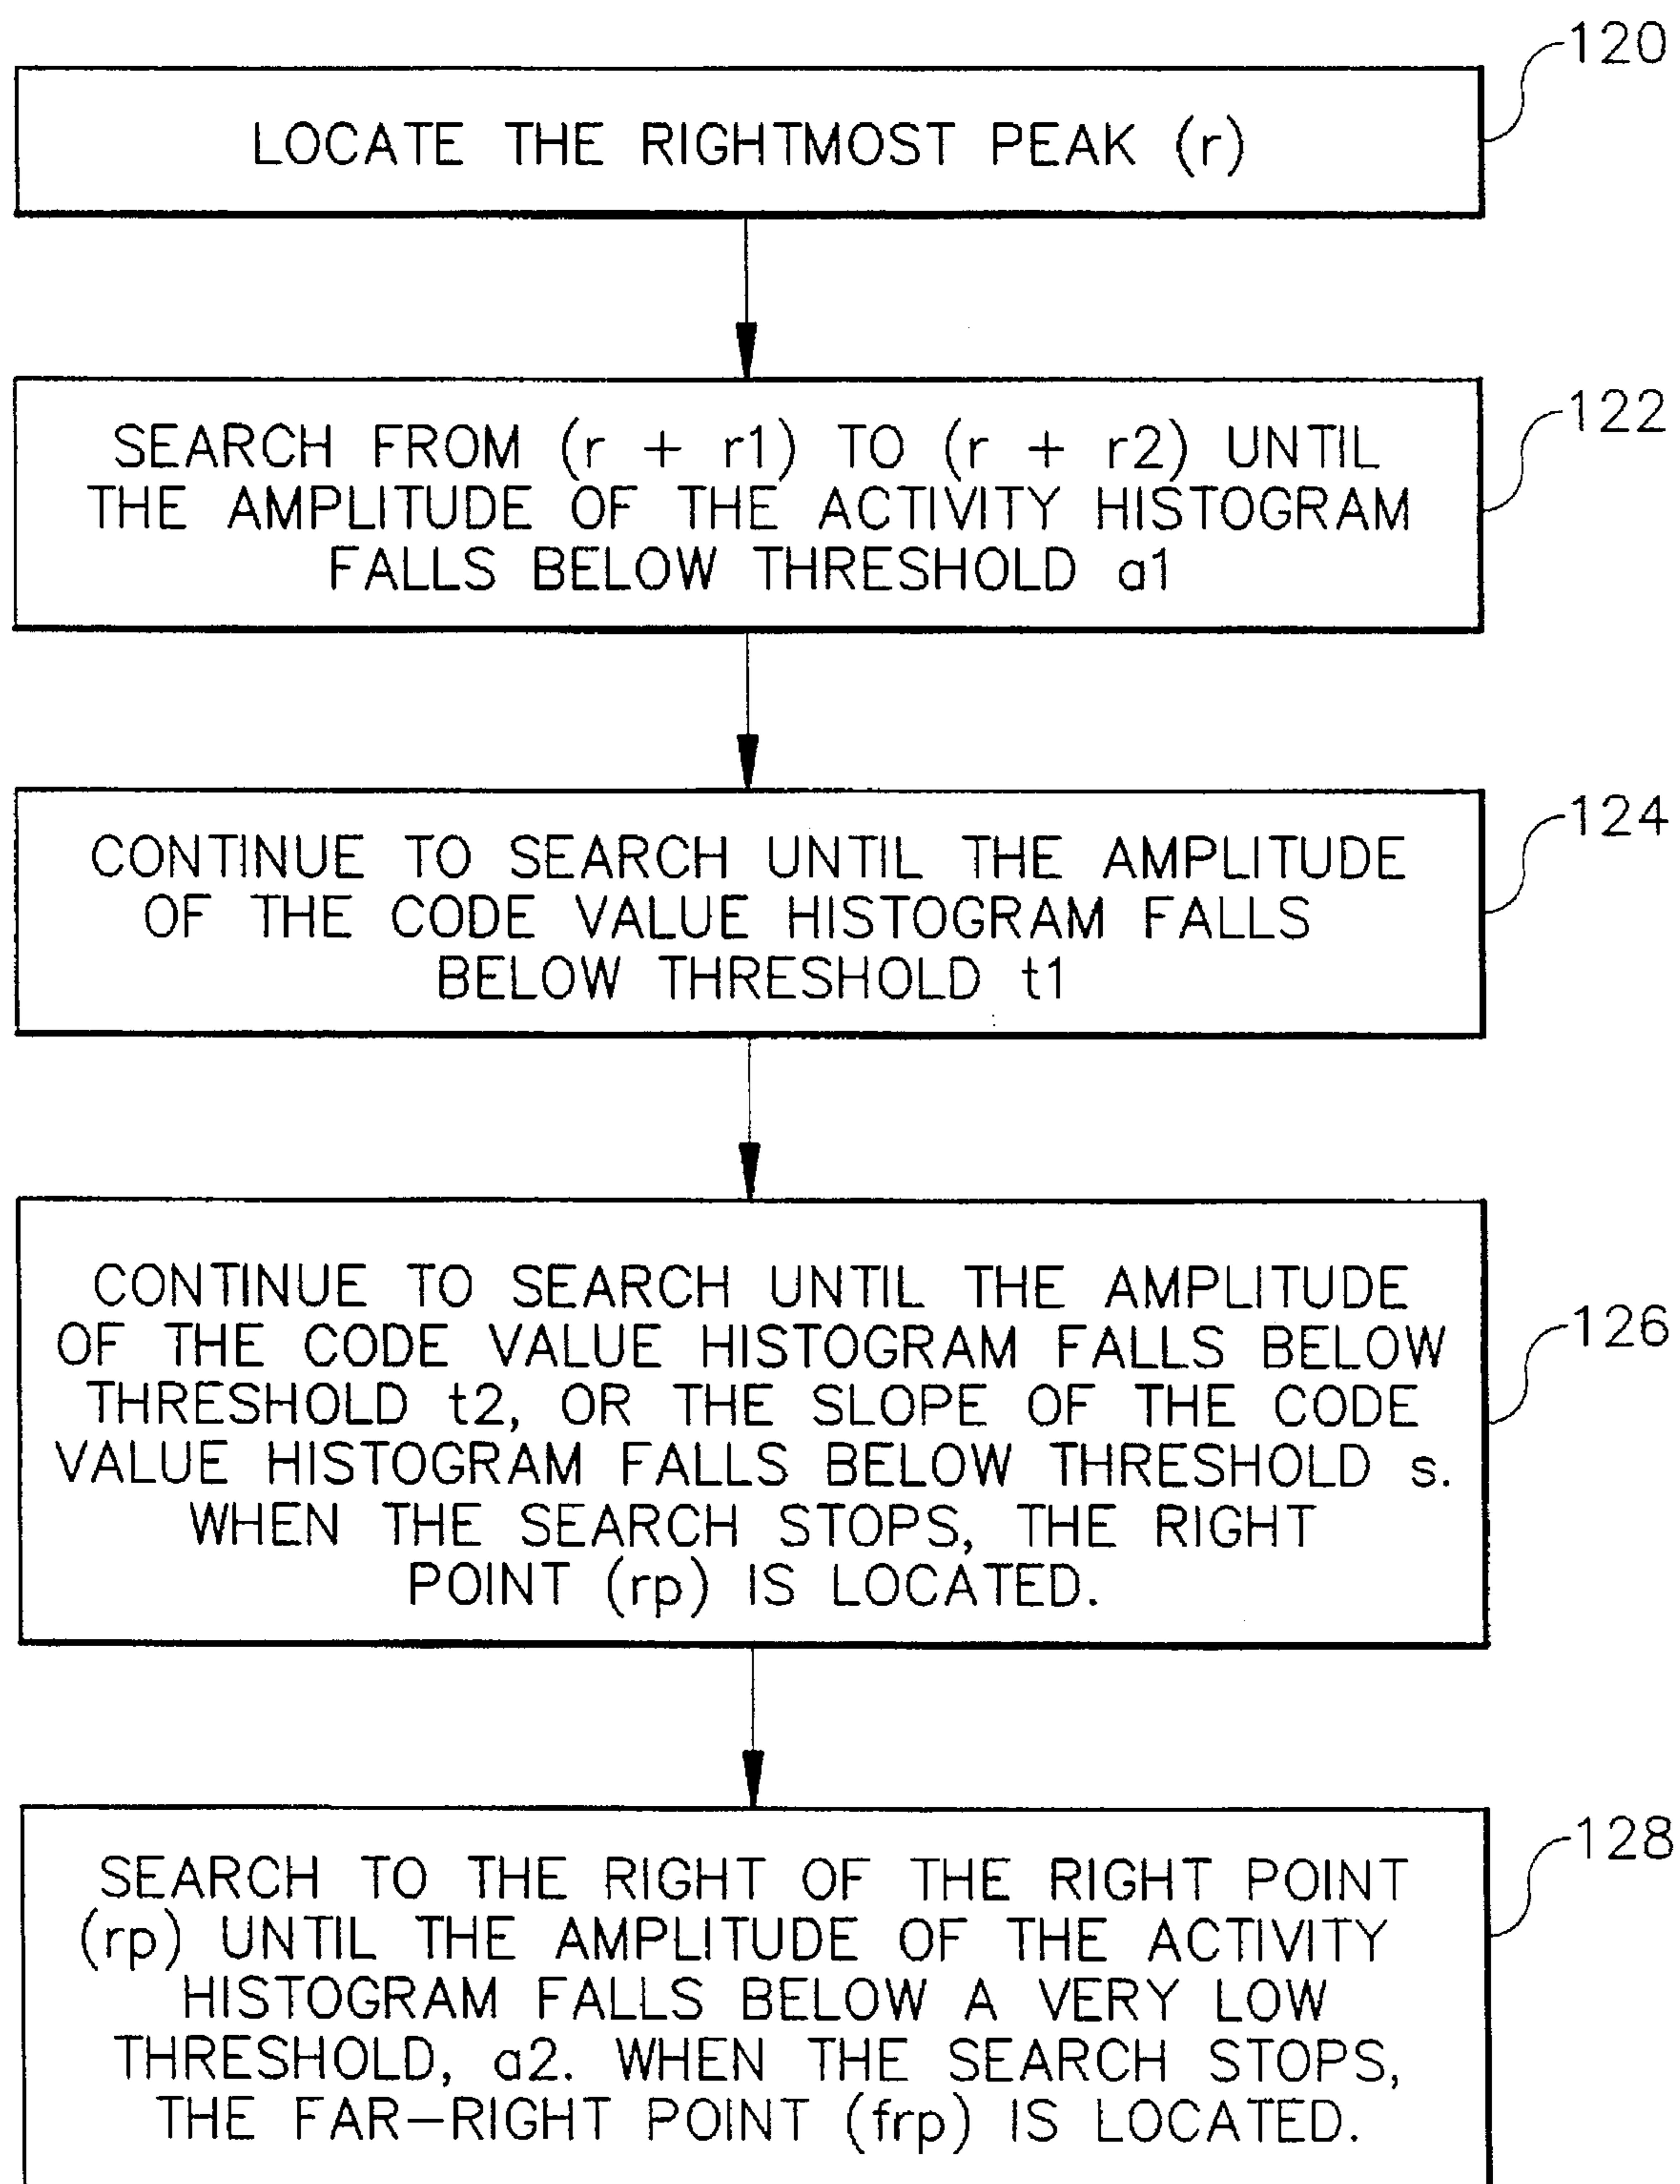 120
LOCATE THE RIGHTMOST PEAK (r)
122
SEARCH FROM (r + r1) TO (r + r2) UNTIL
THE AMPLITUDE OF THE ACTIVITY HISTOGRAM
FALLS BELOW THRESHOLD a1
124
CONTINUE TO SEARCH UNTIL THE AMPLITUDE
OF THE CODE VALUE HISTOGRAM FALLS
BELOW THRESHOLD t1
126
CONTINUE TO SEARCH UNTIL THE AMPLITUDE
OF THE CODE VALUE HISTOGRAM FALLS BELOW
THRESHOLD t2, OR THE SLOPE OF THE CODE
VALUE HISTOGRAM FALLS BELOW THRESHOLD s.
WHEN THE SEARCH STOPS, THE RIGHT
POINT (rp) IS LOCATED.
128
SEARCH TO THE RIGHT OF THE RIGHT POINT
(rp) UNTIL THE AMPLITUDE OF THE ACTIVITY
HISTOGRAM FALLS BELOW A VERY LOW
THRESHOLD, a2. WHEN THE SEARCH STOPS,
THE FAR-RIGHT POINT (frp) IS LOCATED.